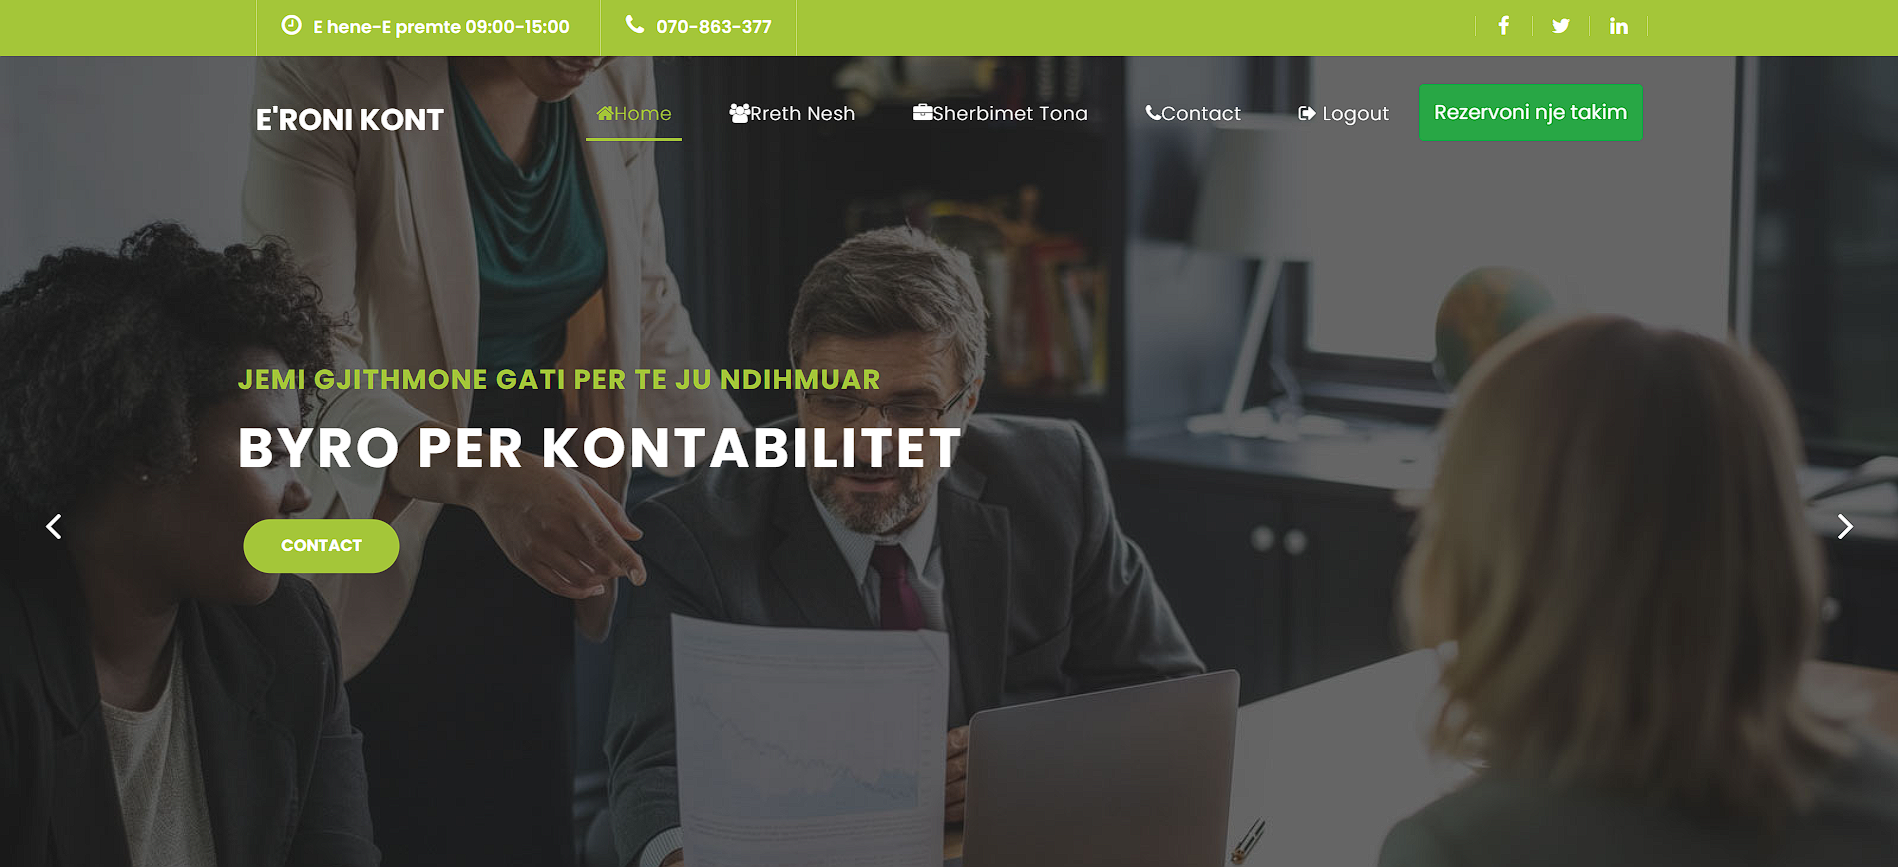 E hene-E premte 09:00-15:00
070-863-377
E'RONI KONT
Home
Rreth Nesh
Sherbimet Tona
Contact
Logout
Rezervoni nje takim
JEMI GJITHMONE GATI PER TE JU NDIHMUAR
BYRO PER KONTABILITET
CONTACT